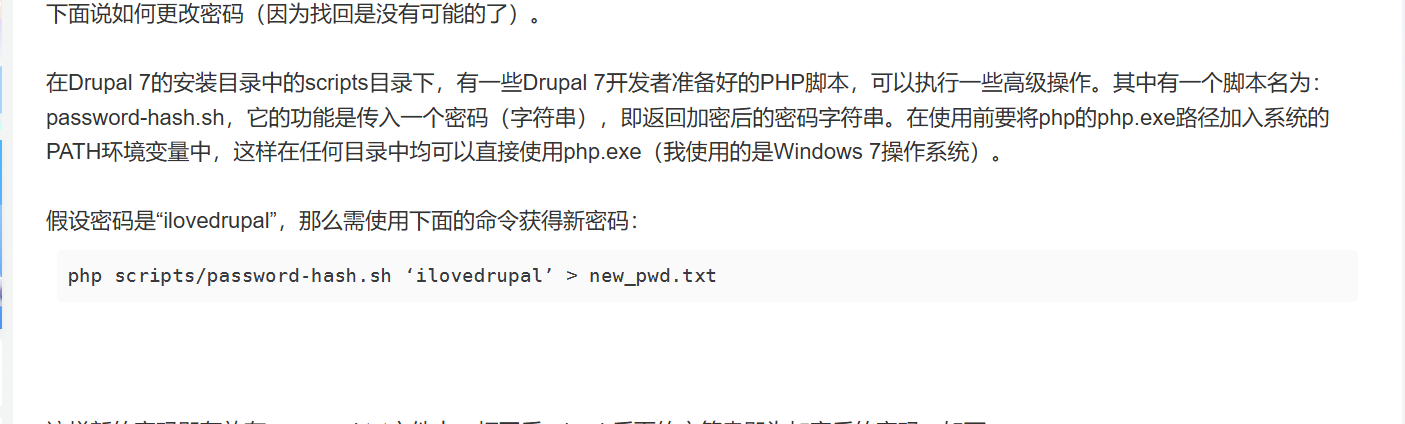 下面说如何更改密码（因为找回是没有可能的了）。
在Drupal 7的安装目录中的scripts目录下，有一些Drupal 7开发者准备好的PHP脚本，可以执行一些高级操作。其中有一个脚本名为：
password-hash.sh，它的功能是传入一个密码（字符串），即返回加密后的密码字符串。在使用前要将php的php.exe路径加入系统的
PATH环境变量中，这样在任何目录中均可以直接使用php.exe（我使用的是Windows 7操作系统）。
假设密码是“ilovedrupal”，那么需使用下面的命令获得新密码：
php scripts/password-hash.sh ‘ilovedrupal’ > new_pwd.txt